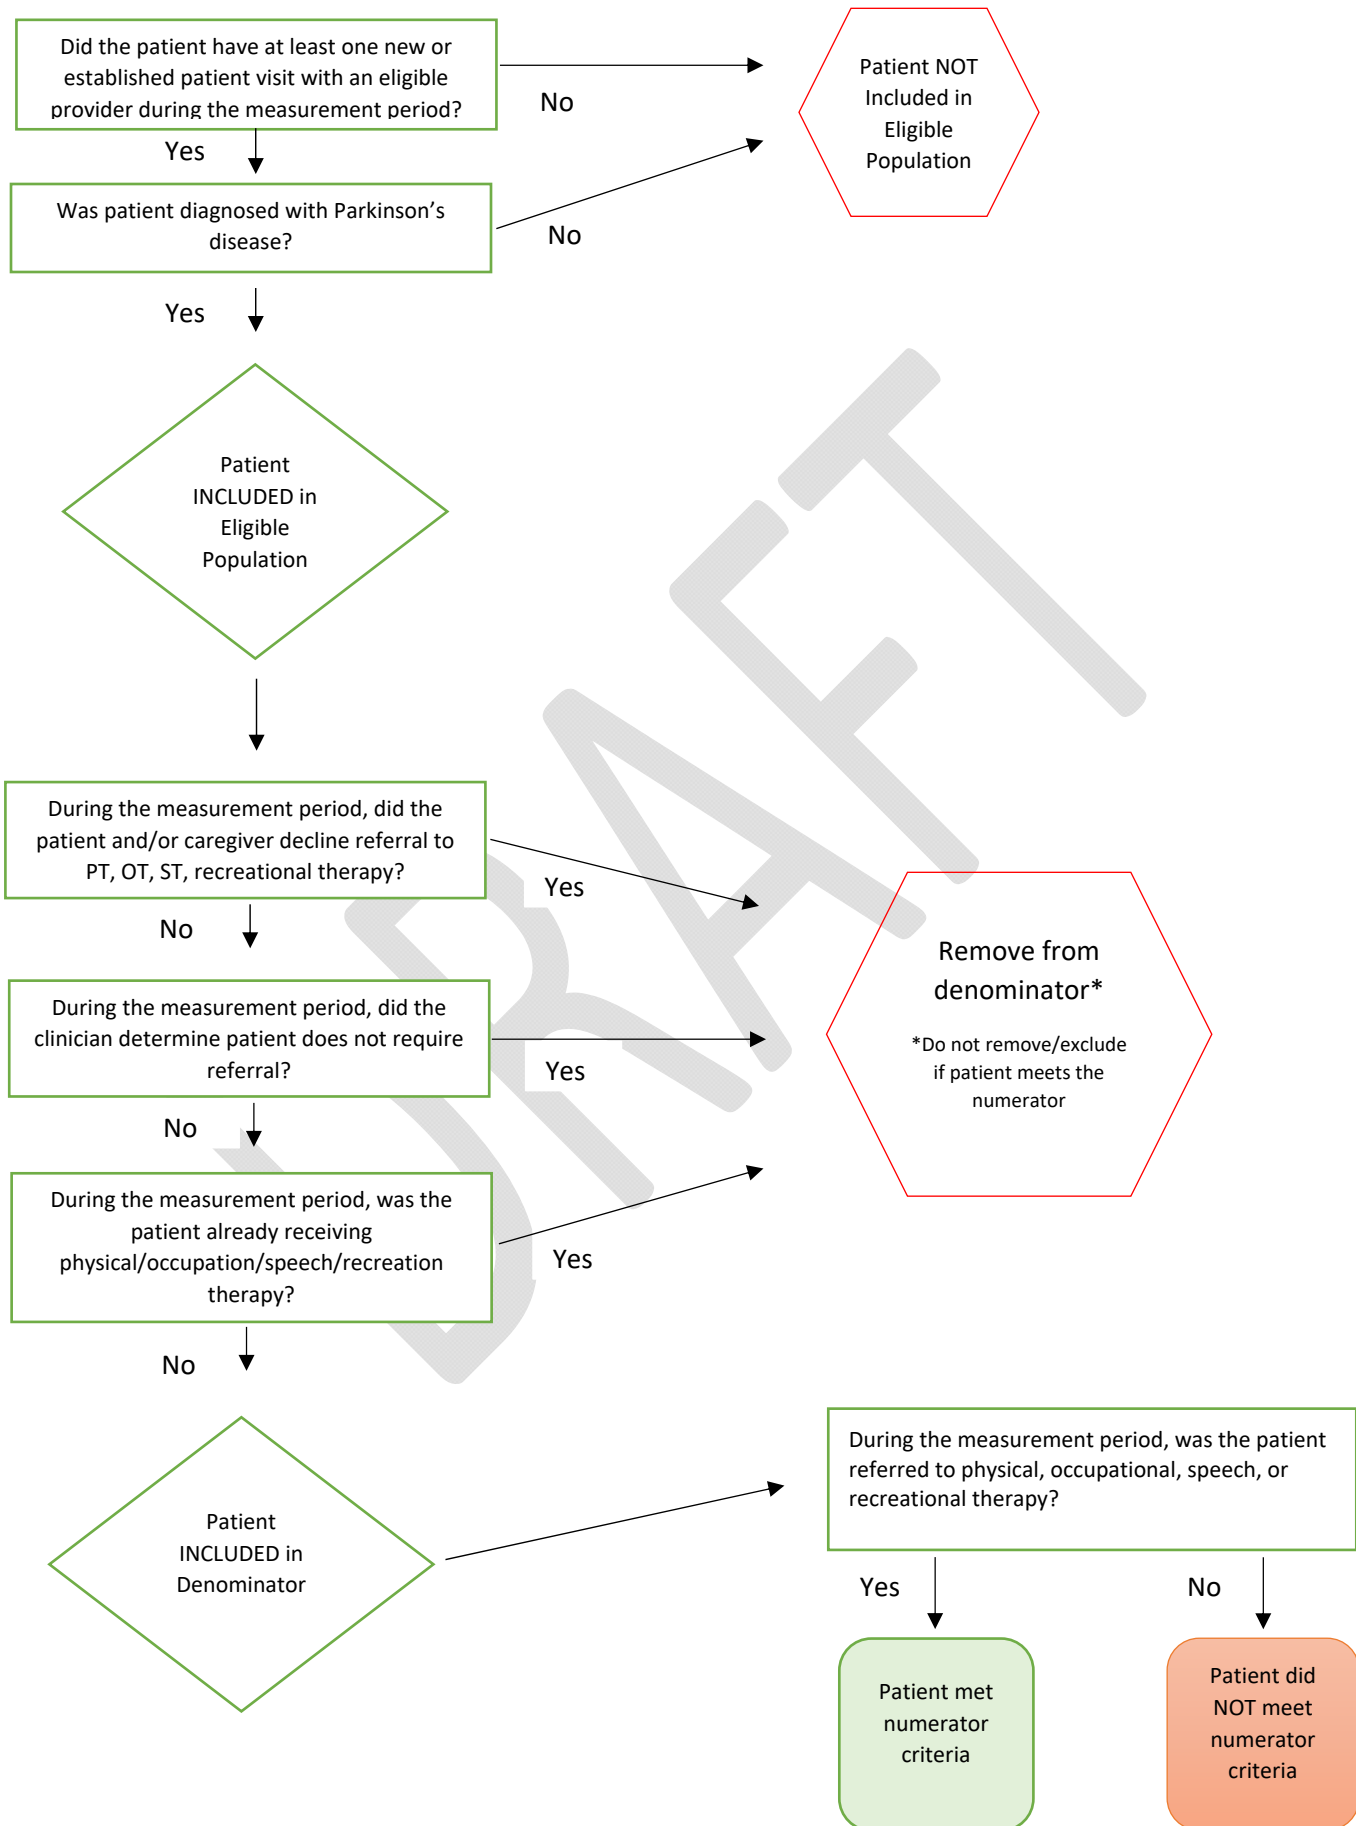 Did the patient have at least one new or
established patient visit with an eligible
provider during the measurement period?
No
Patient NOT
Included in
Eligible
Population
Yes
Was patient diagnosed with Parkinson’s
disease?
No
Yes
Patient
INCLUDED in
Eligible
Population
During the measurement period, did the
patient and/or caregiver decline referral to
PT, OT, ST, recreational therapy?
Yes
No
Remove from
denominator*
*Do not remove/exclude
if patient meets the
numerator
During the measurement period, did the
clinician determine patient does not require
referral?
Yes
No
During the measurement period, was the
patient already receiving
physical/occupation/speech/recreation
therapy?
Yes
No
Patient
INCLUDED in
Denominator
During the measurement period, was the patient
referred to physical, occupational, speech, or
recreational therapy?
Yes
No
Patient met
numerator
criteria
Patient did
NOT meet
numerator
criteria
DRAFT